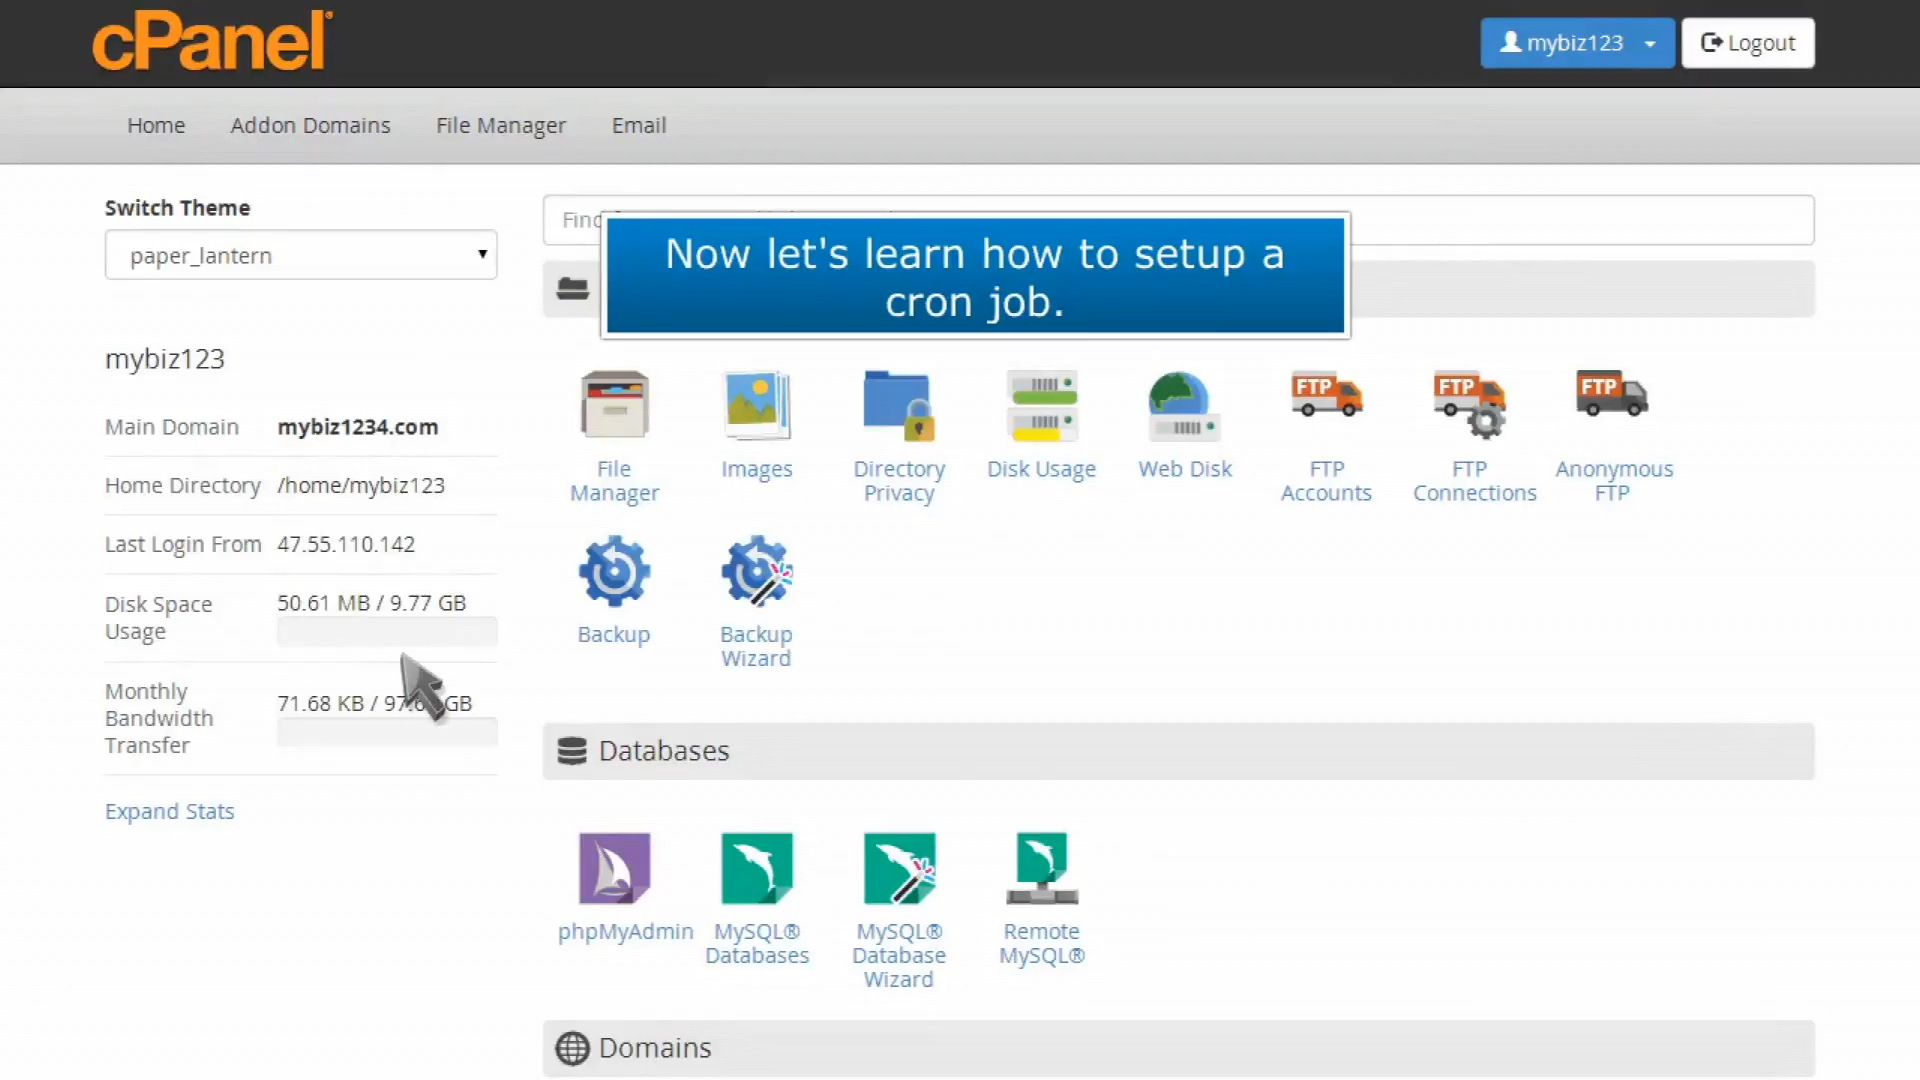 cPanel®
mybiz123
Logout
Home
Addon Domains
File Manager
Email
Switch Theme
paper_lantern
Find
Now let's learn how to setup a
cron job.
mybiz123
Main Domain
mybiz1234.com
Home Directory
/home/mybiz123
Last Login From
47.55.110.142
Disk Space
Usage
50.61 MB / 9.77 GB
Monthly
Bandwidth
Transfer
71.68 KB / GB
Expand Stats
FTP
FTP
FTP
File
Manager
Images
Directory
Privacy
Disk Usage
Web Disk
FTP
Accounts
FTP
Connections
Anonymous
FTP
Backup
Backup
Wizard
Databases
phpMyAdmin
MySQL®
Databases
MySQL®
Database
Wizard
Remote
MySQL®
Domains